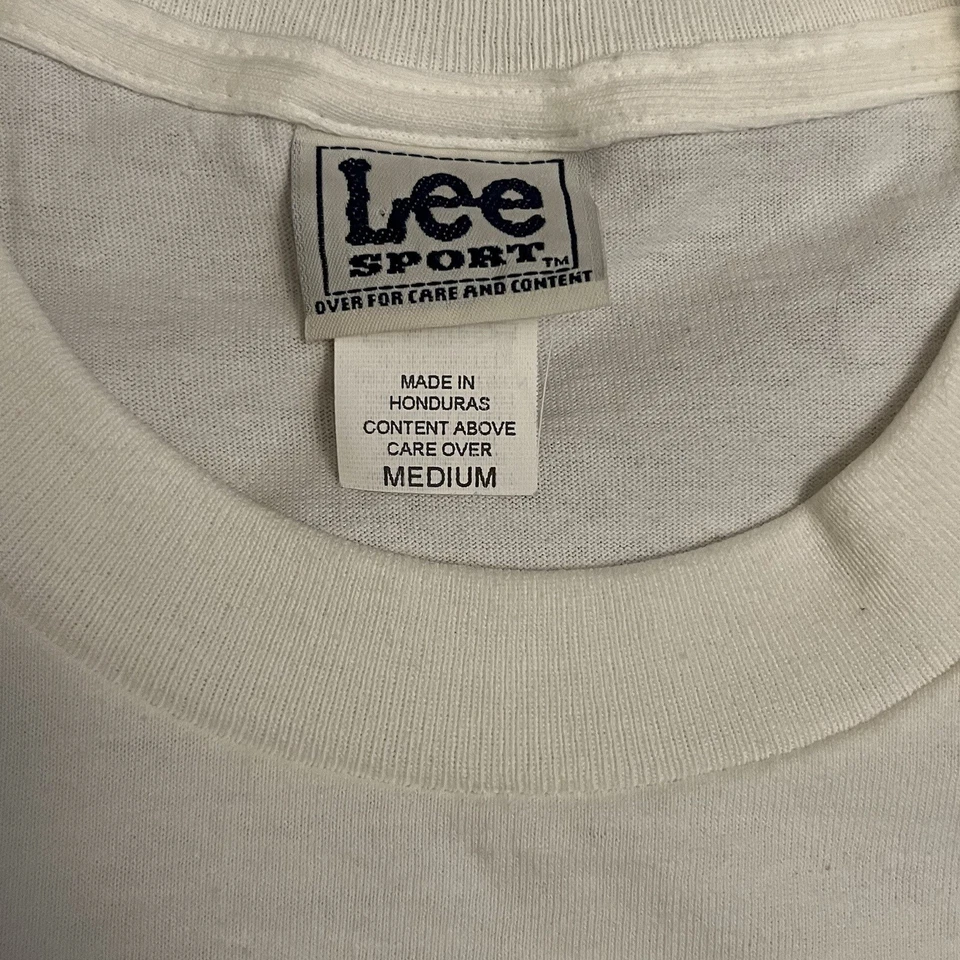 Lee
SPORT™
OVER FOR CARE AND CONTENT
MADE IN
HONDURAS
CONTENT ABOVE
CARE OVER
MEDIUM